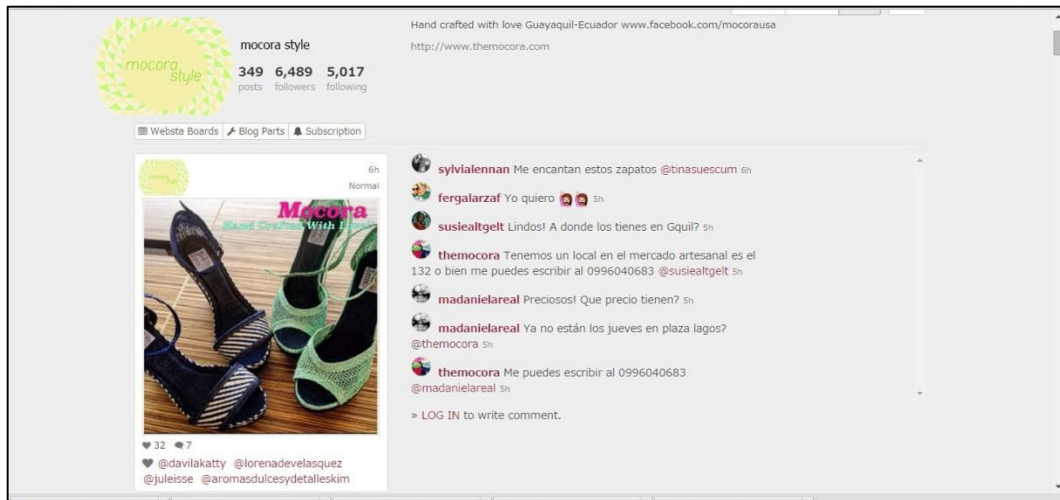 Hand crafted with love Guayaquil-Ecuador www.facebook.com/mocorausa
http://www.themocora.com
mocora style
mocora style
349 6,489 5,017
posts followers following
Websta Boards Blog Parts Subscription
6h
Normal
Mocora
Hand Crafted With Love
32 7
@davilakatty @lorenadevelasquez
@juleisse @aromasdulcesydetalleskim
sylvialennan Me encantan estos zapatos @tinasuescum 6h
fergalarzaf Yo quiero 5h
susiealtgelt Lindos! A donde los tienes en Gquil? 5h
themocora Tenemos un local en el mercado artesanal es el
132 o bien me puedes escribir al 0996040683 @susiealtgelt 5h
madanielareal Preciosos! Que precio tienen? 5h
madanielareal Ya no están los jueves en plaza lagos?
@themocora 5h
themocora Me puedes escribir al 0996040683
@madanielareal 5h
» LOG IN to write comment.